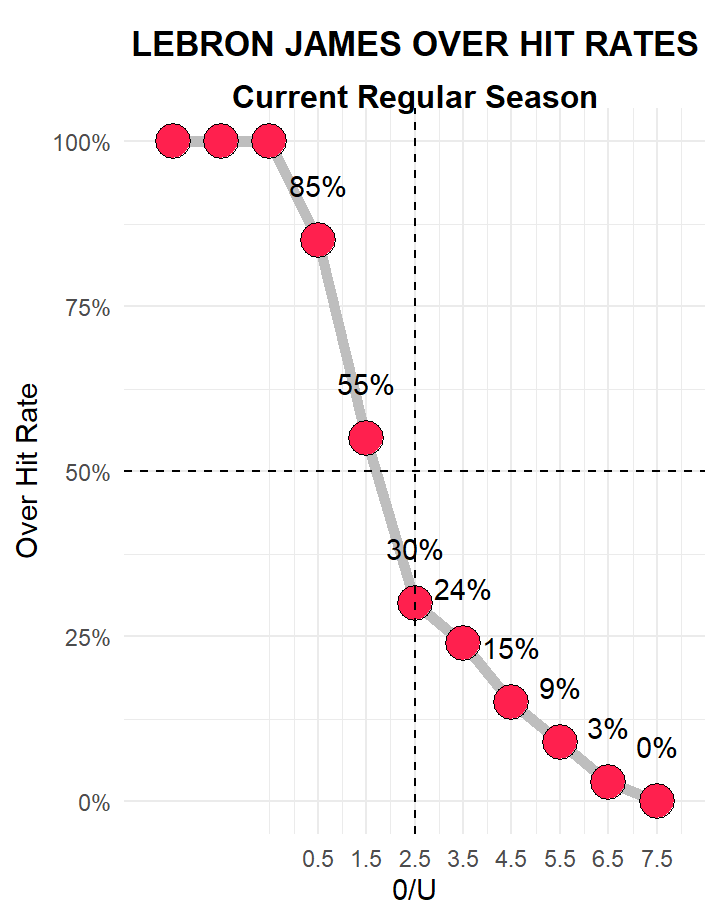 LEBRON JAMES OVER HIT RATES
Current Regular Season
100%
85%
75%
55%
Over Hit Rate
50%
30%
24%
25%
15%
9%
3%
0%
0%
0.5 1.5 2.5 3.5 4.5 5.5 6.5 7.5
0/U